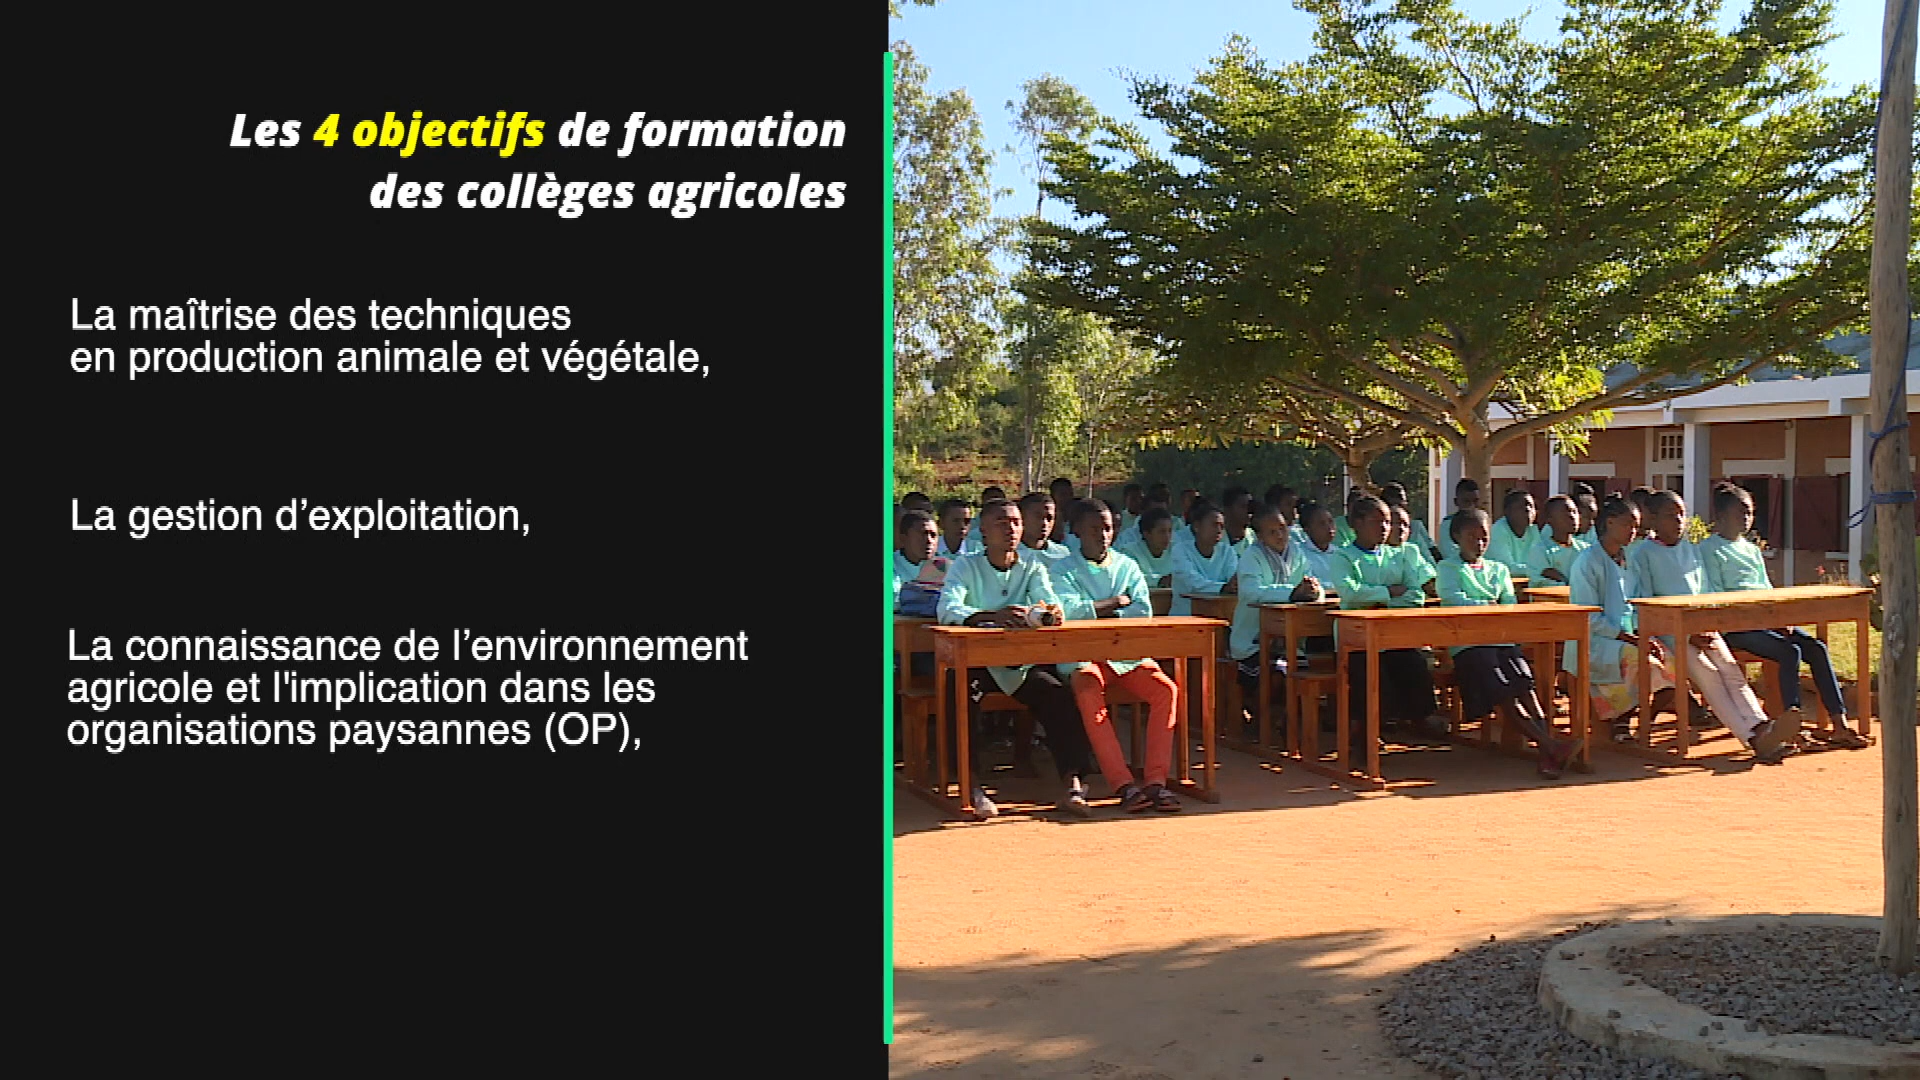 Les 4 objectifs de formation
des collèges agricoles
La maîtrise des techniques
en production animale et végétale,
La gestion d’exploitation,
La connaissance de l’environnement
agricole et l'implication dans les
organisations paysannes (OP),